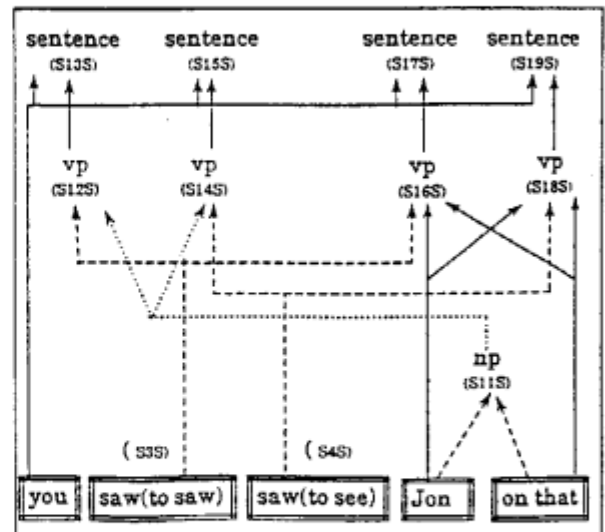 sentence sentence sentence sentence
(S13S) (S15S) (S17S) (S19S)
vp vp vp vp
(S12S) (S14S) (S16S) (S18S)
np
(S11S)
( S3S) ( S4S)
you saw(to saw) saw(to see) Jon on that